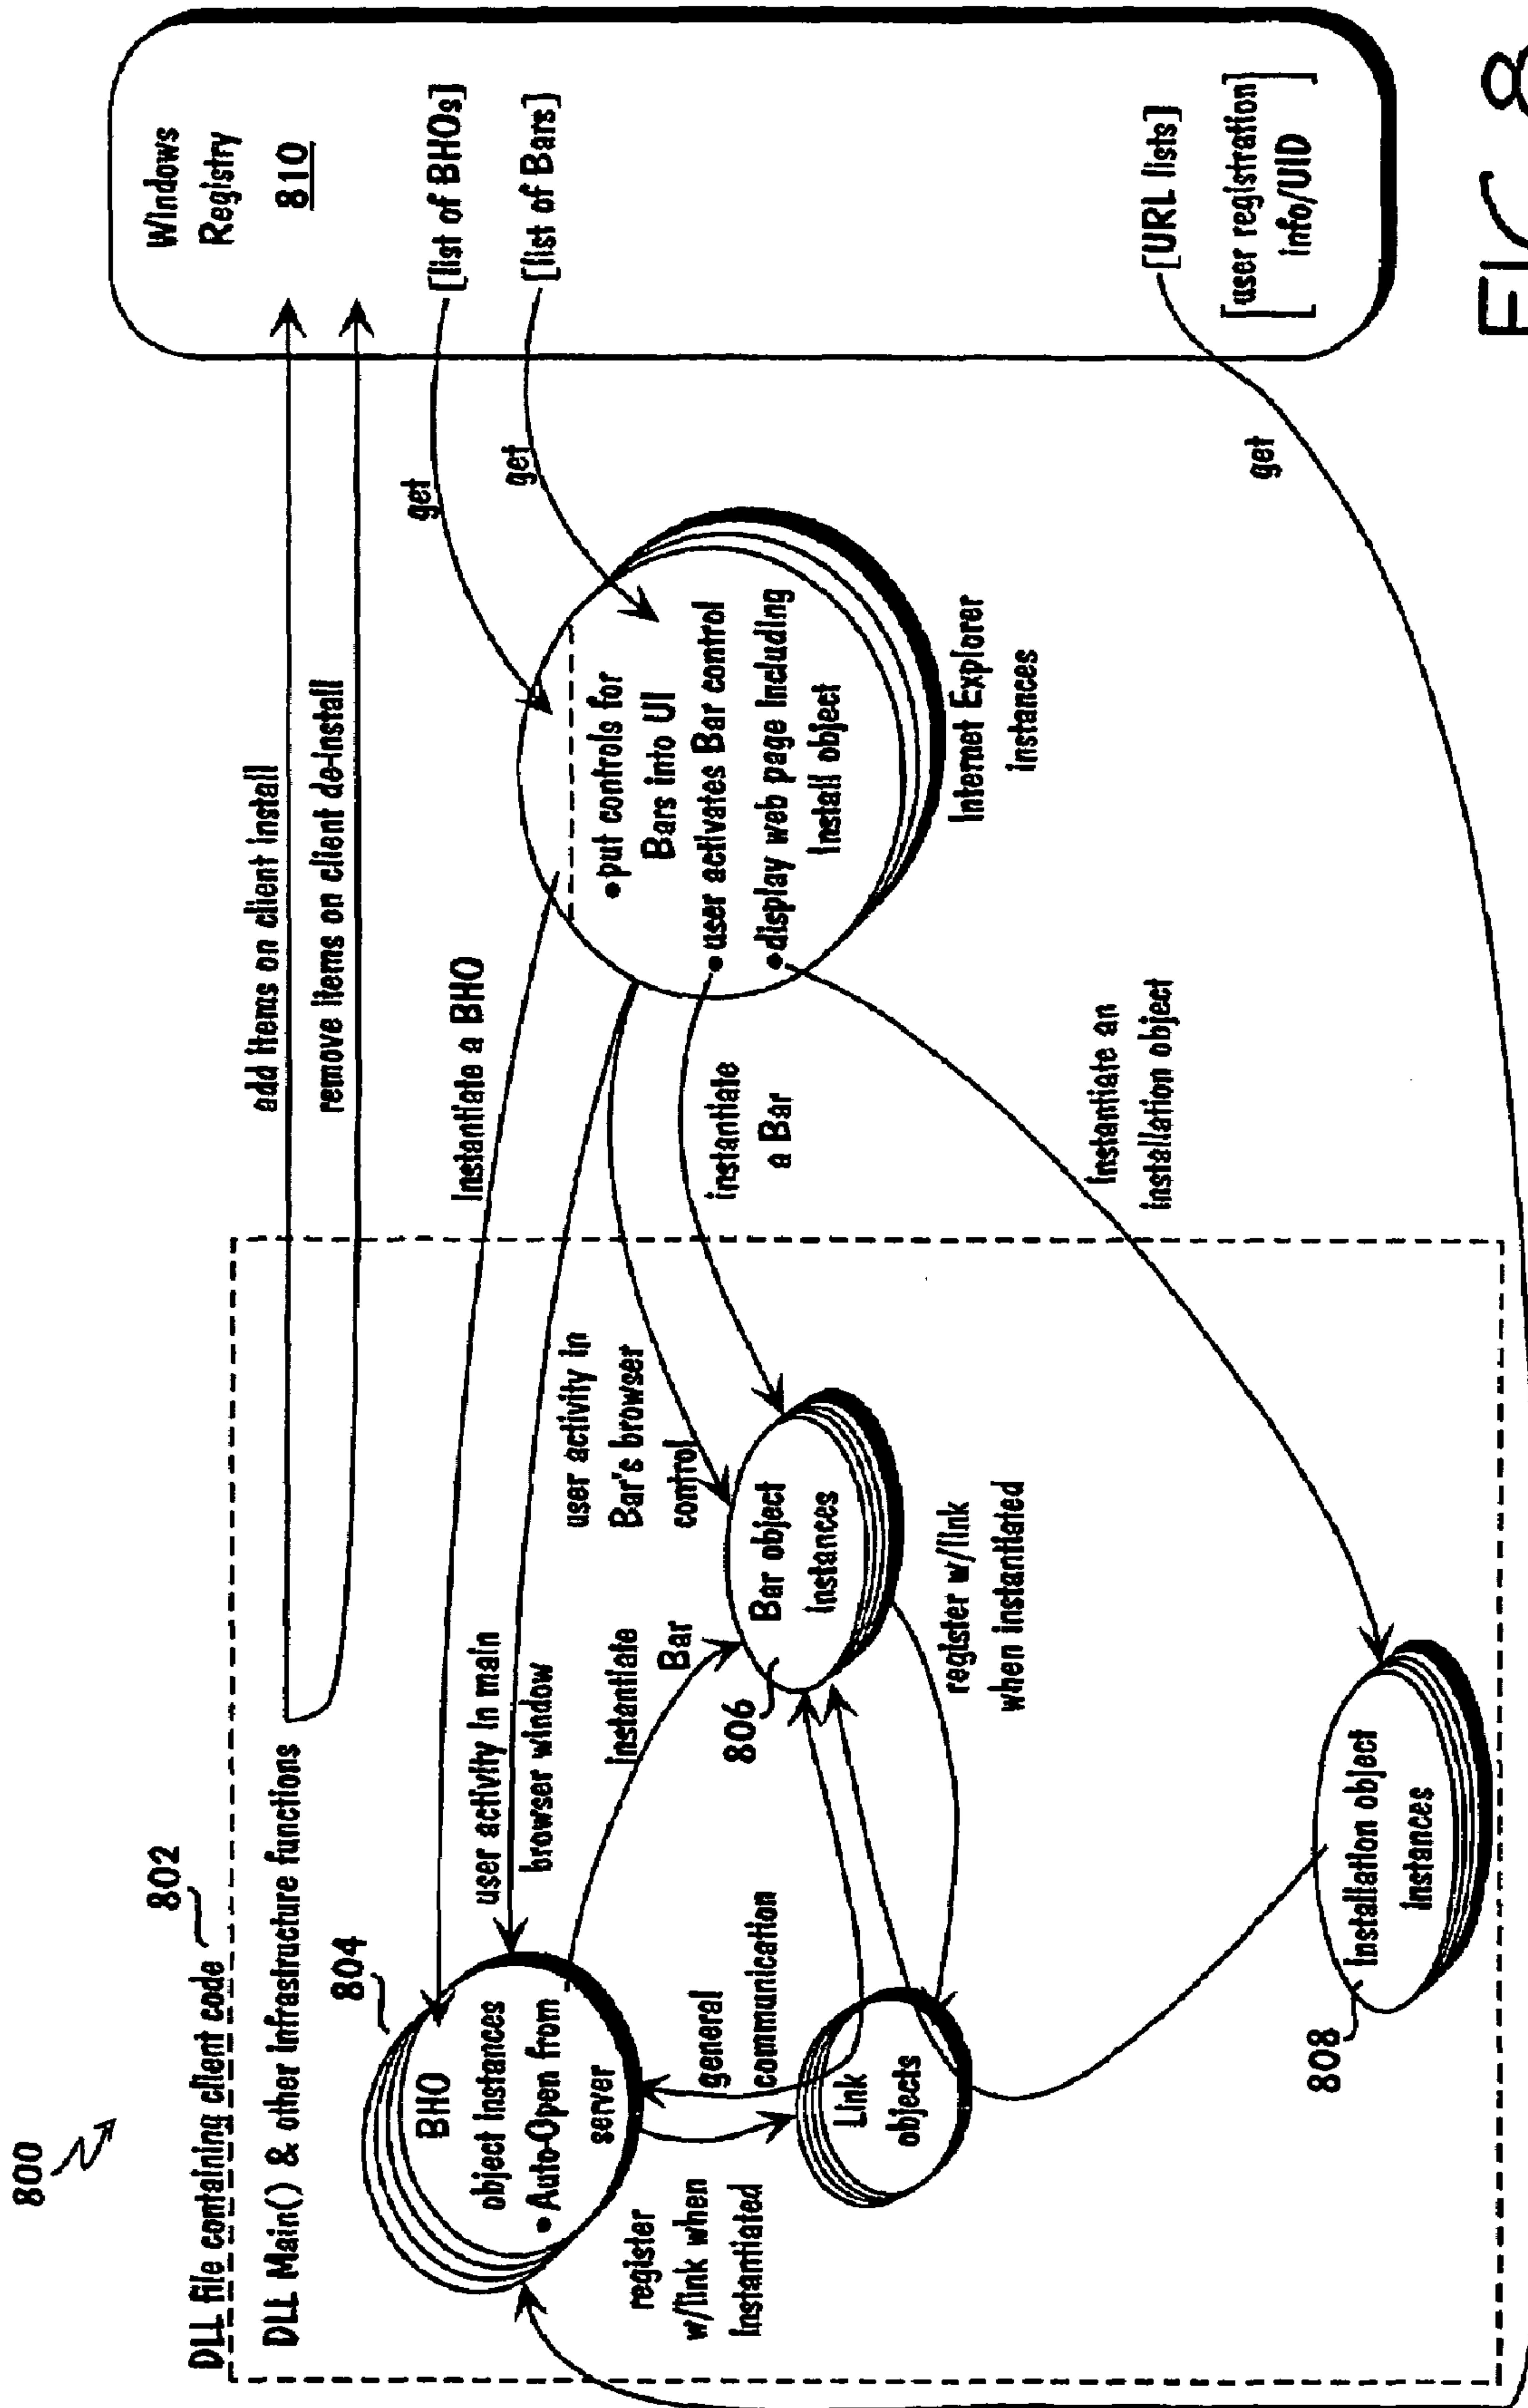 800
DLL file containing client code
802
DLL Main() & other infrastructure functions
add items on client install
remove items on client de-install
Windows
Registry
810
[list of BHOs]
[list of Bars]
[URL lists]
[user registration
info/UID]
get
get
get
804
BHO
object instances
• Auto-Open from
server
instantiate a BHO
user activity in main
browser window
instantiate
Bar
user activity in
Bar's browser
control
instantiate
a Bar
• put controls for
Bars into UI
• user activates Bar control
• display web page including
install object
Internet Explorer
instances
register
w/link when
instantiated
general
communication
Link
objects
806
Bar object
instances
register w/link
when instantiated
instantiate an
installation object
808
Installation object
instances
FIG. 8